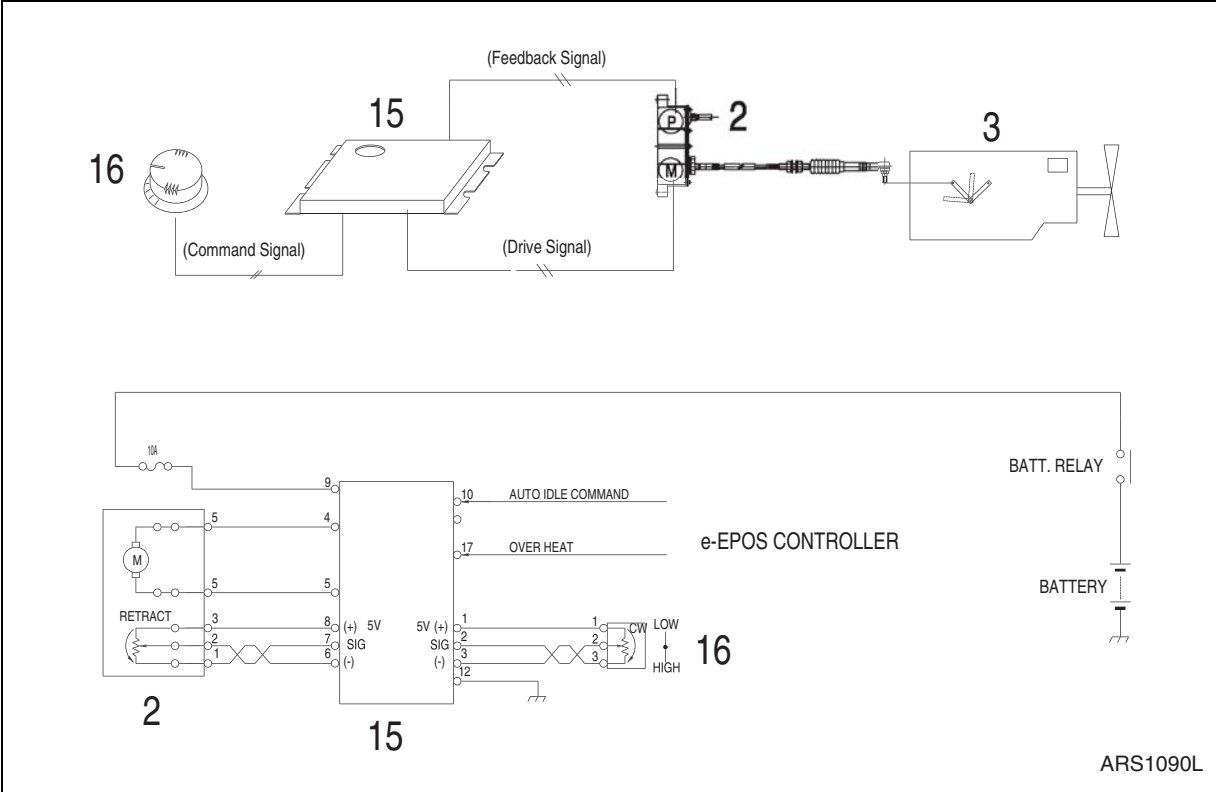 (Feedback Signal)
15
P
2
3
16
M
(Command Signal)
(Drive Signal)
10A
BATT. RELAY
9
10 AUTO IDLE COMMAND
5 4
M
17 OVER HEAT
e-EPOS CONTROLLER
5 5
BATTERY
RETRACT
3 8 (+) 5V 5V (+) 1 1 CW LOW
2 7 SIG SIG 2 2
16
1 6 (-) (-) 3 3 HIGH
12
2
15
ARS1090L